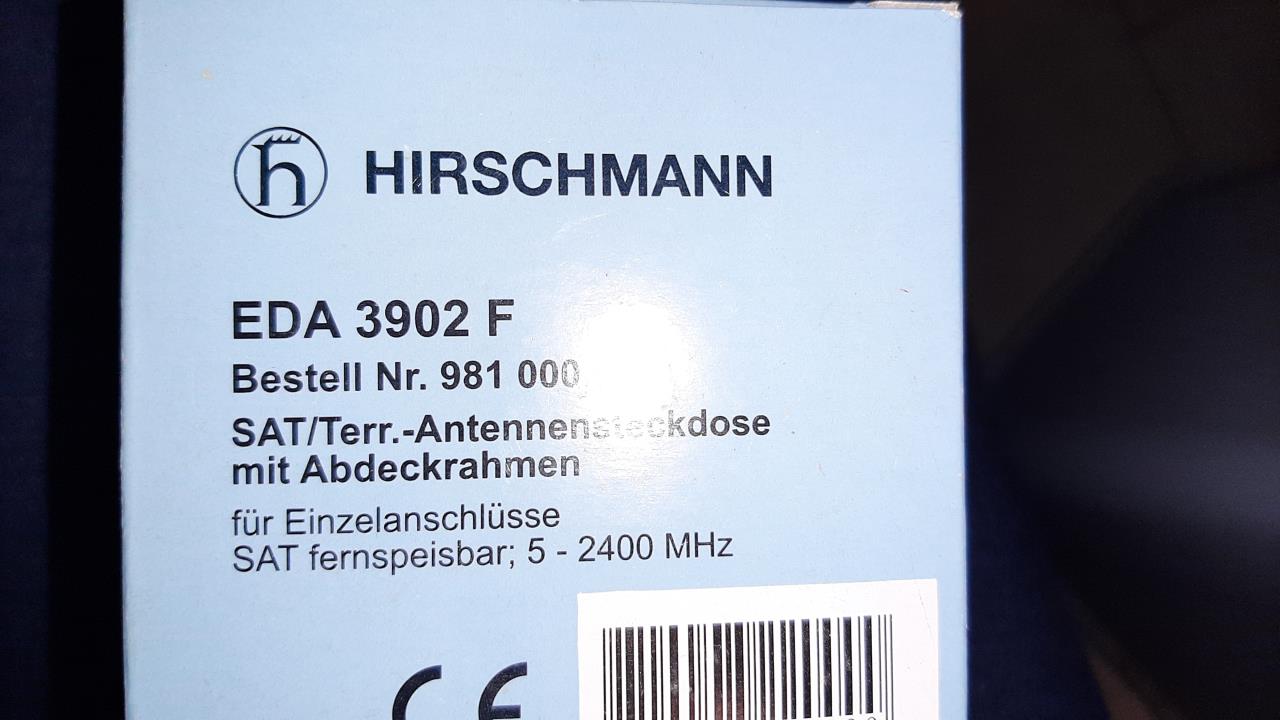 HIRSCHMANN
EDA 3902 F
Bestell Nr. 981 000
SAT/Terr.-Antennensteckdose
mit Abdeckrahmen
für Einzelanschlüsse
SAT fernspeisbar; 5 - 2400 MHz
CE